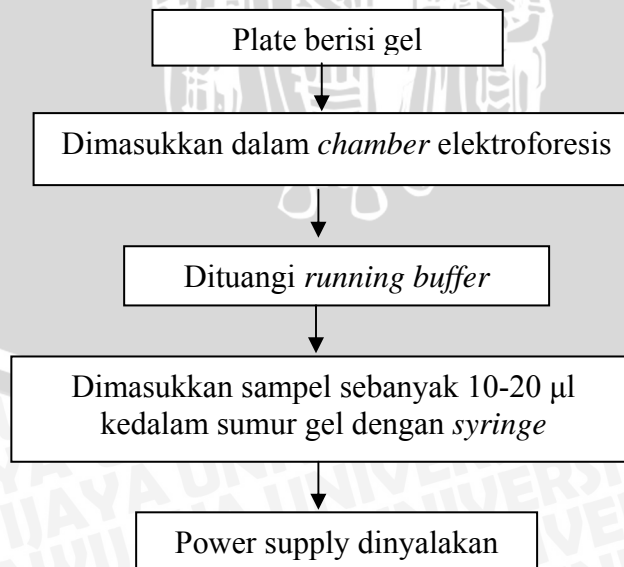 Plate berisi gel
Dimasukkan dalam chamber elektroforesis
Dituangi running buffer
Dimasukkan sampel sebanyak 10-20 μl
kedalam sumur gel dengan syringe
Power supply dinyalakan